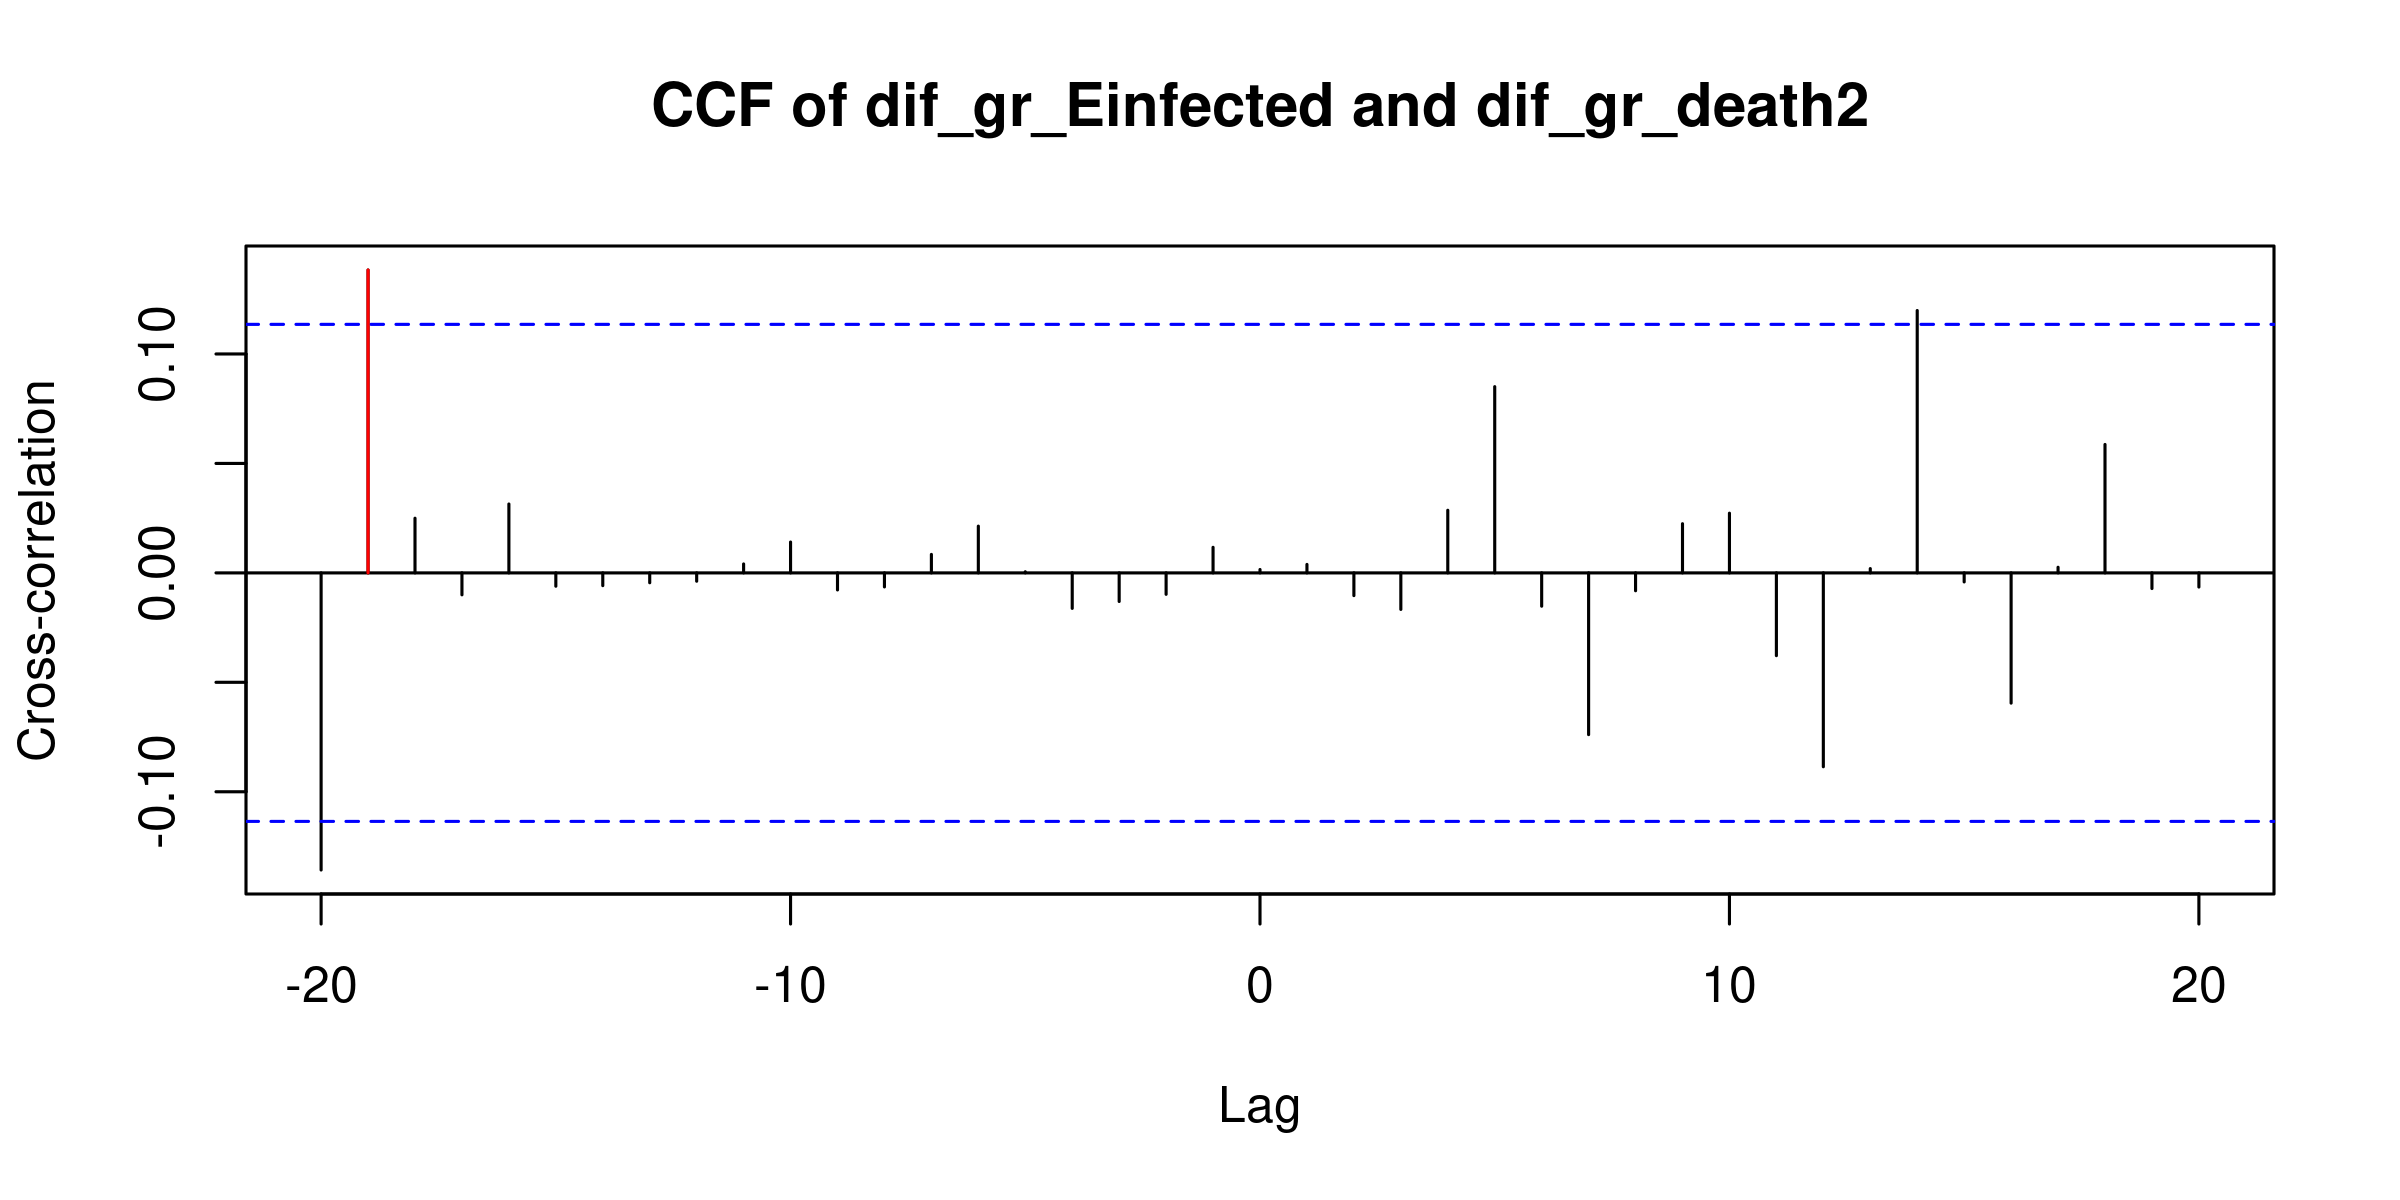 CCF of dif_gr_Einfected and dif_gr_death2
Cross-correlation
0.10
0.00
-0.10
-20 -10 0 10 20
Lag